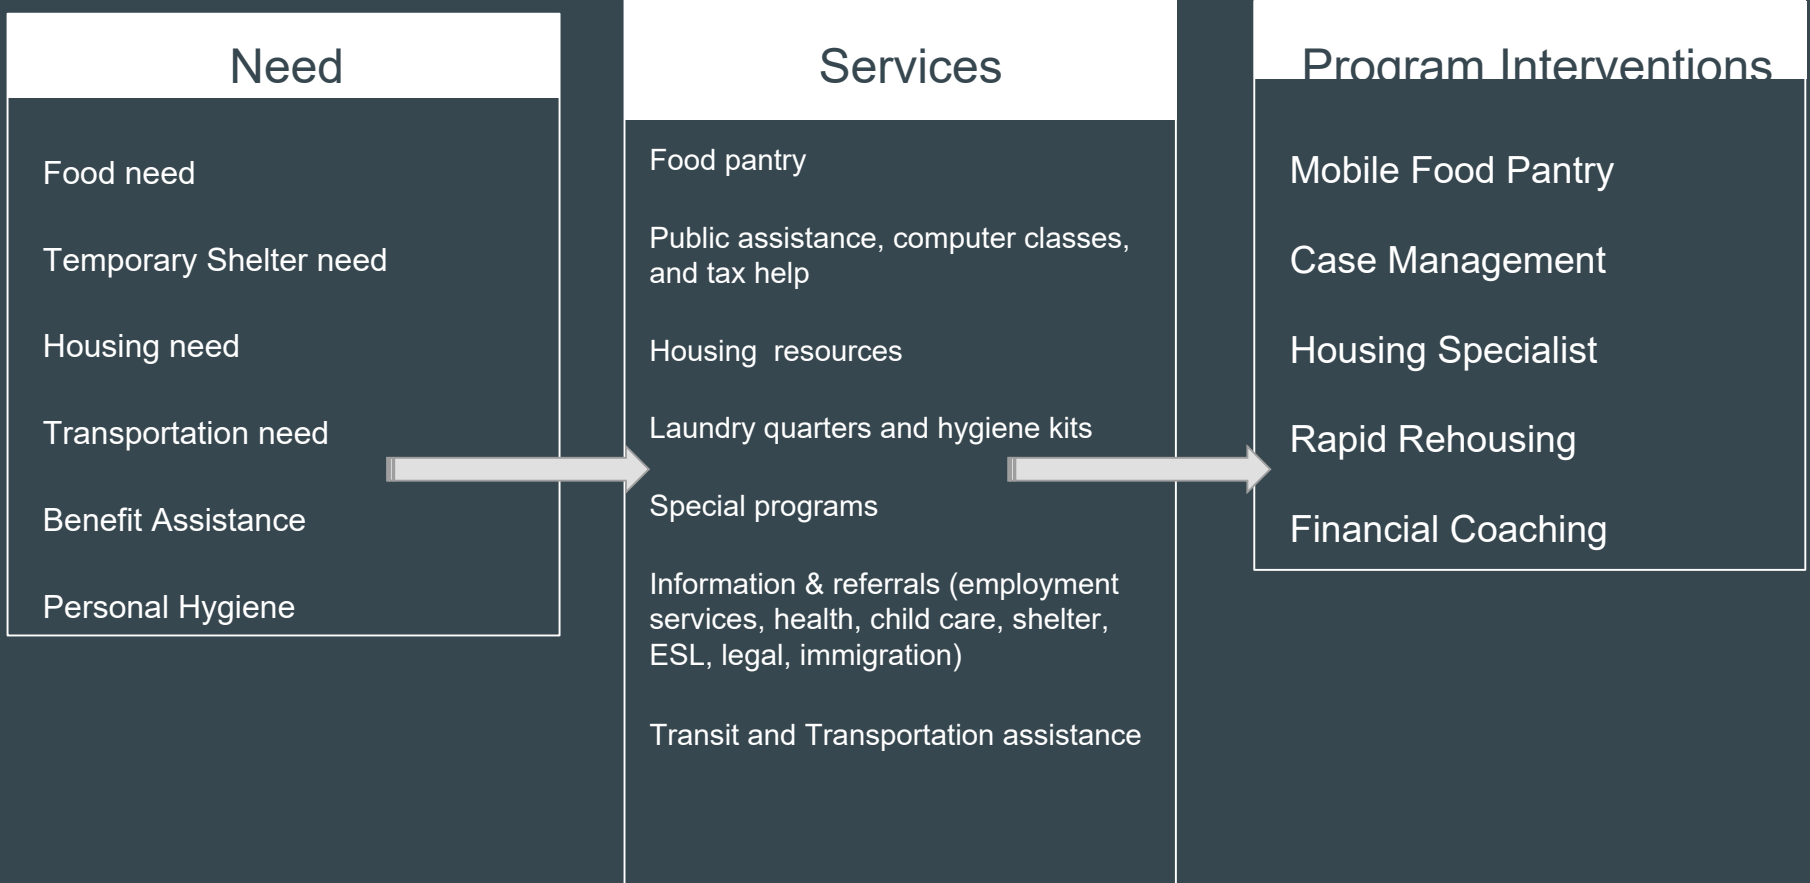 Need
Food need
Temporary Shelter need
Housing need
Transportation need
Benefit Assistance
Personal Hygiene
Services
Food pantry
Public assistance, computer classes,
and tax help
Housing  resources
Laundry quarters and hygiene kits
Special programs
Information & referrals (employment
services, health, child care, shelter,
ESL, legal, immigration)
Transit and Transportation assistance
Program Interventions
Mobile Food Pantry
Case Management
Housing Specialist
Rapid Rehousing
Financial Coaching